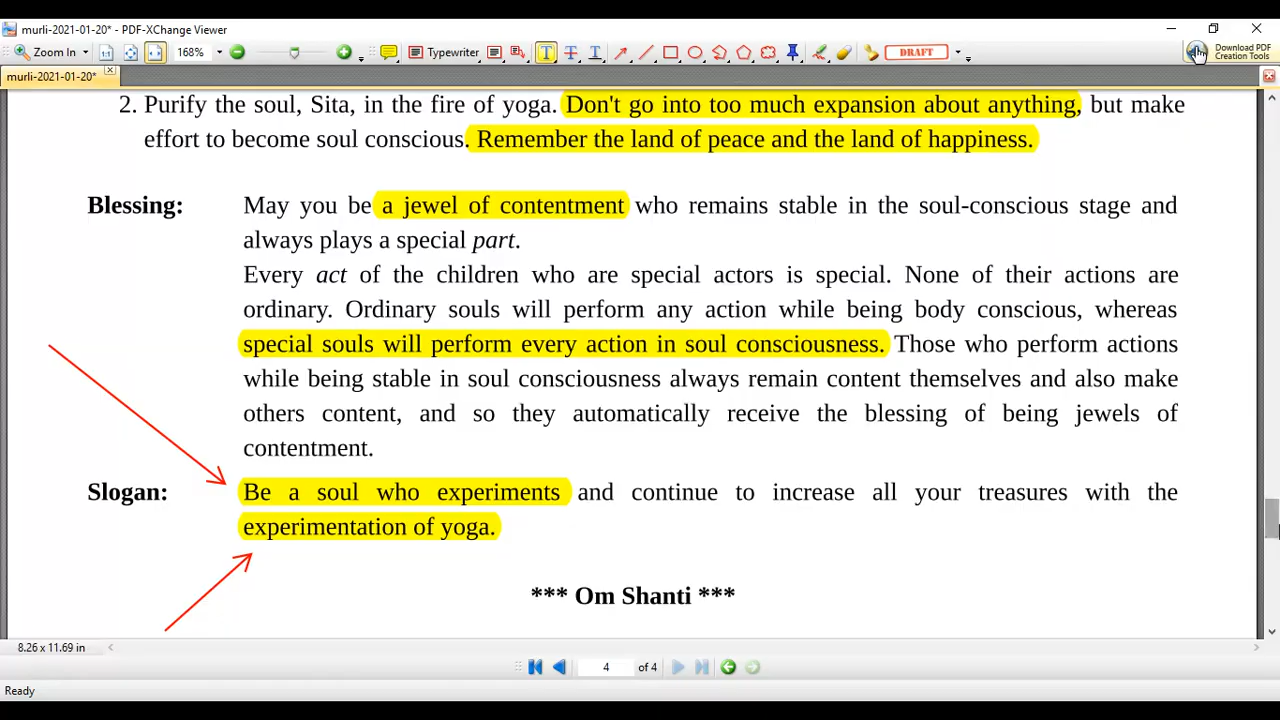 murli-2021-01-20* - PDF-XChange Viewer
Zoom In 168% Typewriter DRAFT Download PDF
Creation Tools
murli-2021-01-20*
2. Purify the soul, Sita, in the fire of yoga. Don't go into too much expansion about anything, but make
effort to become soul conscious. Remember the land of peace and the land of happiness.
Blessing: May you be a jewel of contentment who remains stable in the soul-conscious stage and
always plays a special part.
Every act of the children who are special actors is special. None of their actions are
ordinary. Ordinary souls will perform any action while being body conscious, whereas
special souls will perform every action in soul consciousness. Those who perform actions
while being stable in soul consciousness always remain content themselves and also make
others content, and so they automatically receive the blessing of being jewels of
contentment.
Slogan: Be a soul who experiments and continue to increase all your treasures with the
experimentation of yoga.
*** Om Shanti ***
8.26 x 11.69 in
4 of 4
Ready